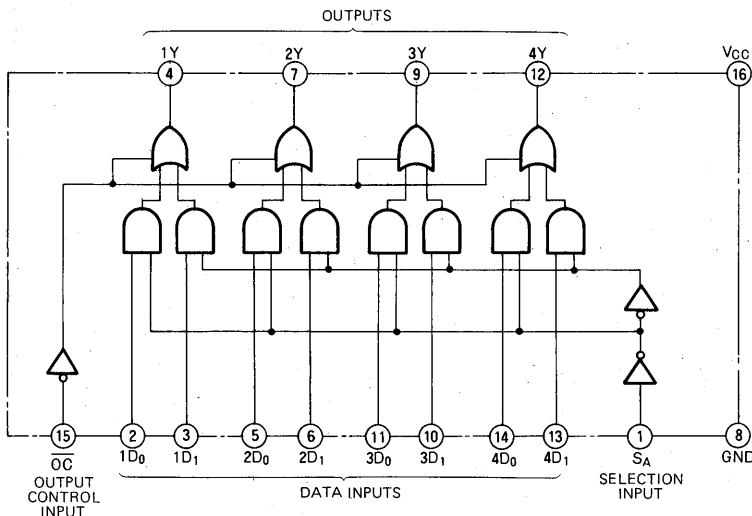 OUTPUTS
1Y 2Y 3Y 4Y VCC
4 7 9 12 16
15 2 3 5 6 11 10 14 13 1 8
OC 1D0 1D1 2D0 2D1 3D0 3D1 4D0 4D1 SA GND
OUTPUT
CONTROL
INPUT
DATA INPUTS
SELECTION
INPUT